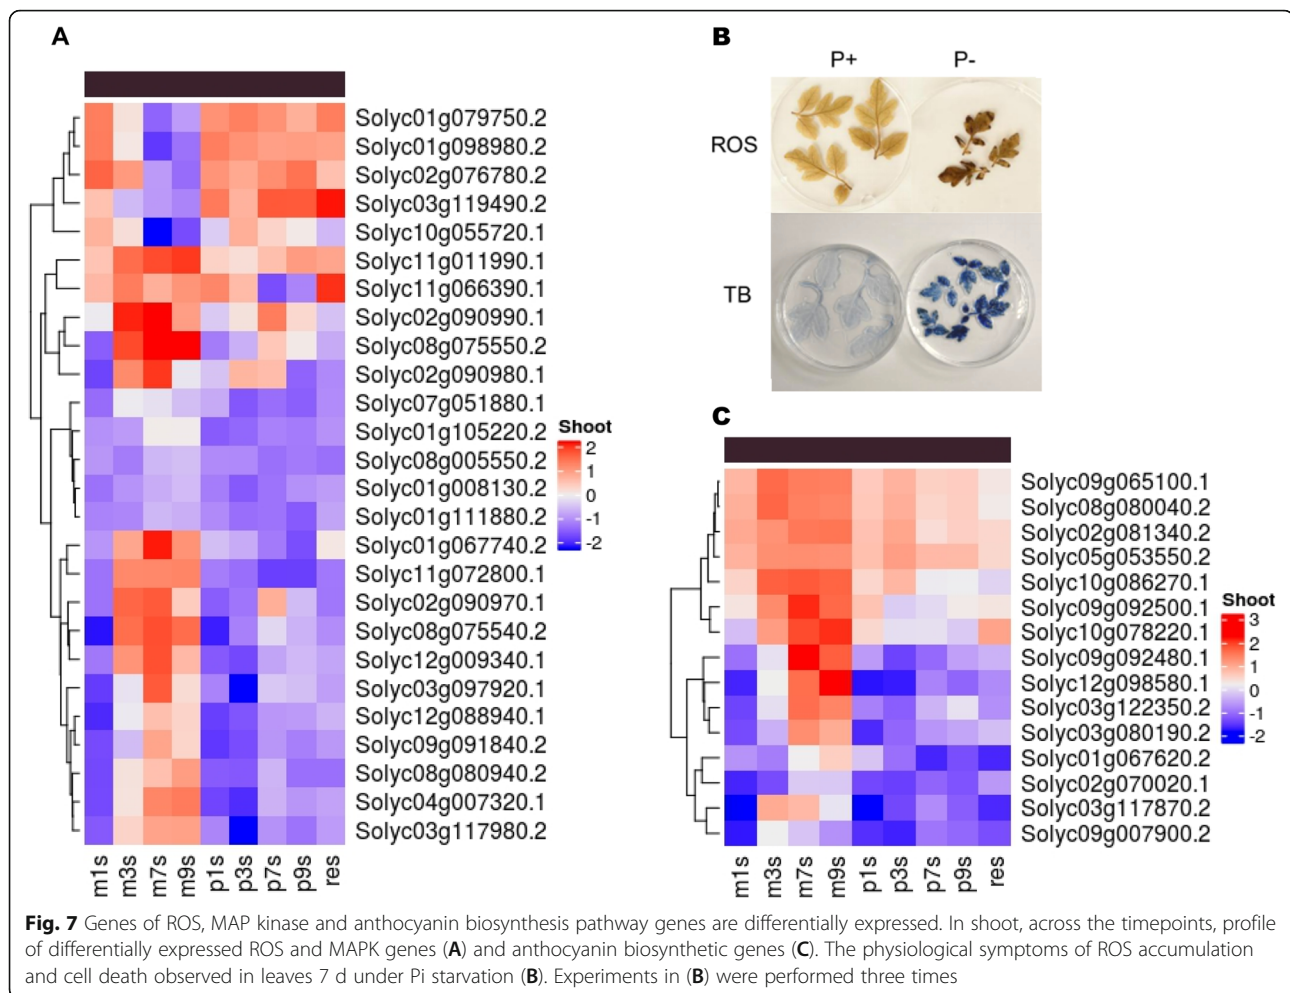 A
Solyc01g079750.2
Solyc01g098980.2
Solyc02g076780.2
Solyc03g119490.2
Solyc10g055720.1
Solyc11g011990.1
Solyc11g066390.1
Solyc02g090990.1
Solyc08g075550.2
Solyc02g090980.1
Solyc07g051880.1
Solyc01g105220.2
Solyc08g005550.2
Solyc01g008130.2
Solyc01g111880.2
Solyc01g067740.2
Solyc11g072800.1
Solyc02g090970.1
Solyc08g075540.2
Solyc12g009340.1
Solyc03g097920.1
Solyc12g088940.1
Solyc09g091840.2
Solyc08g080940.2
Solyc04g007320.1
Solyc03g117980.2
m1s m3s m7s m9s p1s p3s p7s p9s res
Shoot
2
1
0
-1
-2
B
P+ P-
ROS
TB
C
Solyc09g065100.1
Solyc08g080040.2
Solyc02g081340.2
Solyc05g053550.2
Solyc10g086270.1
Solyc09g092500.1
Solyc10g078220.1
Solyc09g092480.1
Solyc12g098580.1
Solyc03g122350.2
Solyc03g080190.2
Solyc01g067620.2
Solyc02g070020.1
Solyc03g117870.2
Solyc09g007900.2
m1s m3s m7s m9s p1s p3s p7s p9s res
Shoot
3
2
1
0
-1
-2
Fig. 7 Genes of ROS, MAP kinase and anthocyanin biosynthesis pathway genes are differentially expressed. In shoot, across the timepoints, profile
of differentially expressed ROS and MAPK genes (A) and anthocyanin biosynthetic genes (C). The physiological symptoms of ROS accumulation
and cell death observed in leaves 7 d under Pi starvation (B). Experiments in (B) were performed three times